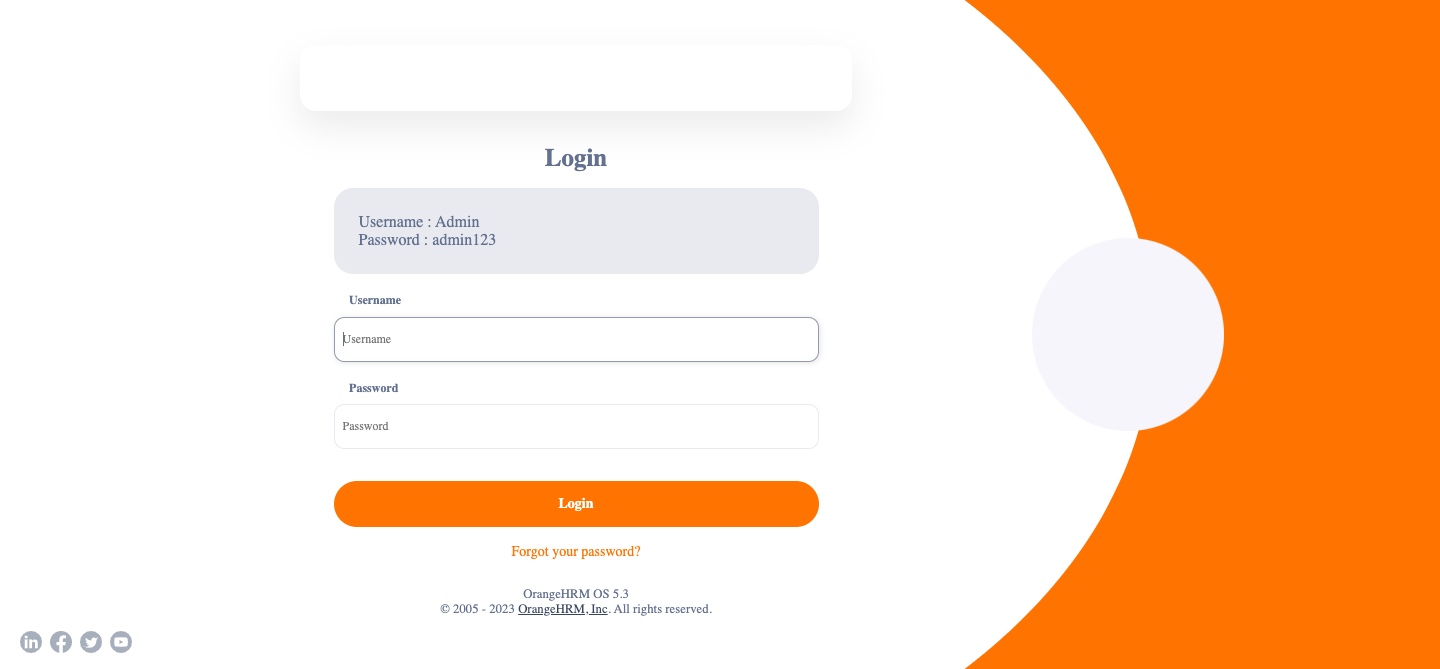 Login
Username : Admin
Password : admin123
Username
Username
Password
Password
Login
Forgot your password?
OrangeHRM OS 5.3
© 2005 - 2023 OrangeHRM, Inc. All rights reserved.
in